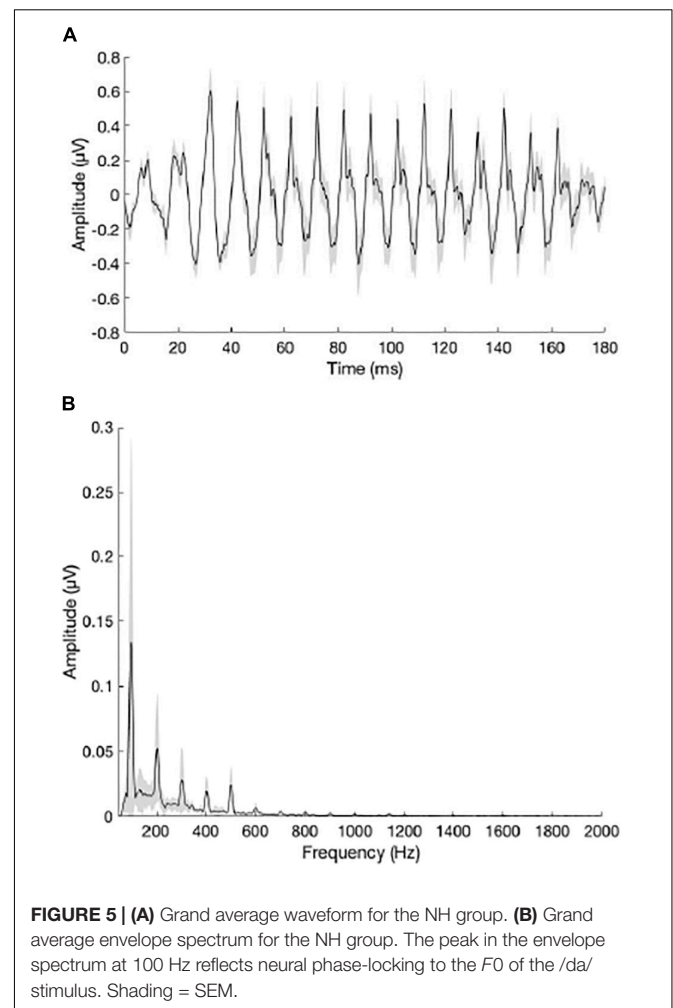 A
0.8
0.6
0.4
0.2
0
-0.2
-0.4
-0.6
-0.8
Amplitude (µV)
0 20 40 60 80 100 120 140 160 180
Time (ms)
B
0.3
0.25
0.2
0.15
0.1
0.05
0
Amplitude (µV)
200 400 600 800 1000 1200 1400 1600 1800 2000
Frequency (Hz)
FIGURE 5 | (A) Grand average waveform for the NH group. (B) Grand
average envelope spectrum for the NH group. The peak in the envelope
spectrum at 100 Hz reflects neural phase-locking to the F0 of the /da/
stimulus. Shading = SEM.